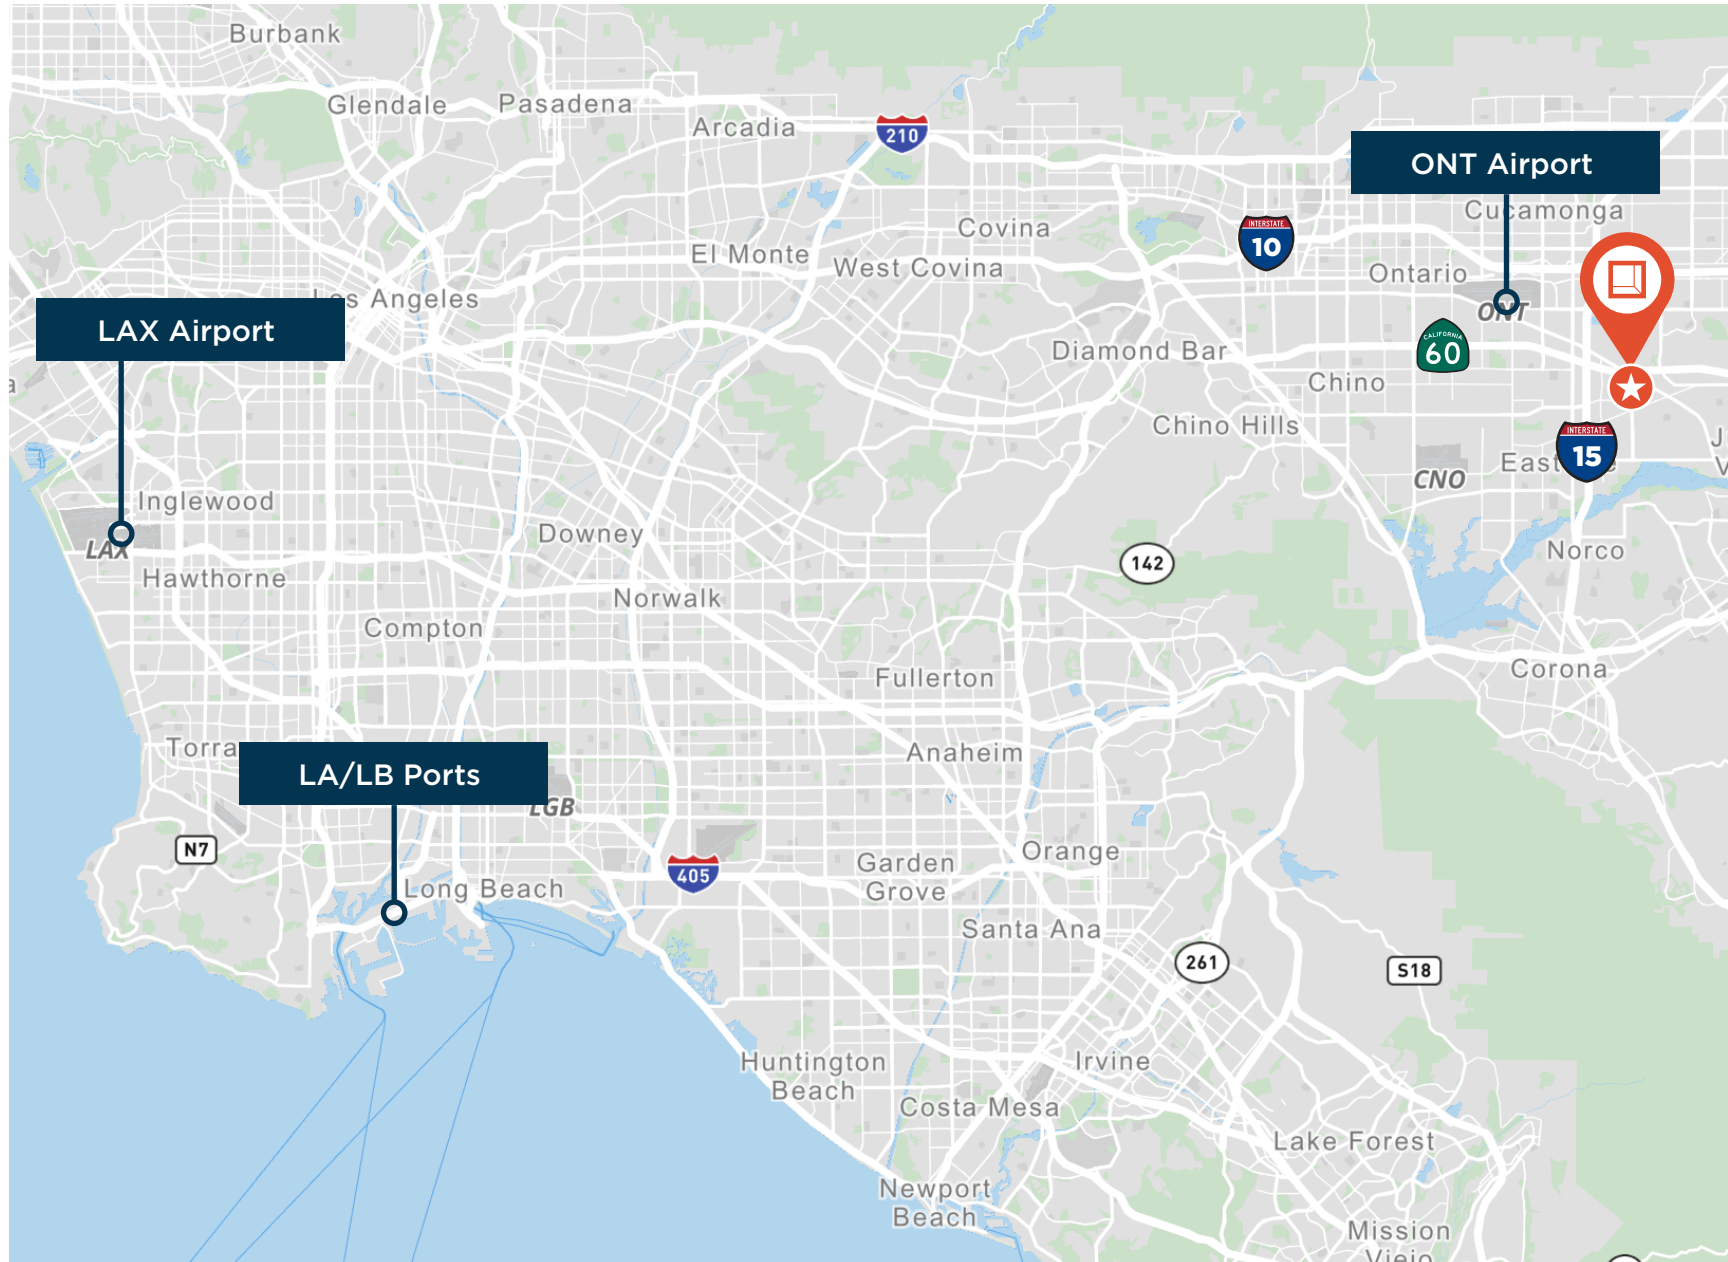 Burbank
Glendale
Pasadena
Arcadia
210
ONT Airport
Cucamonga
Covina
INTERSTATE
10
El Monte
West Covina
Ontario
Los Angeles
ONT
LAX Airport
CALIFORNIA
60
Diamond Bar
Chino
Chino Hills
INTERSTATE
15
CNO
Inglewood
Downey
LAX
Norco
142
Hawthorne
Norwalk
Compton
Corona
Fullerton
Anaheim
LA/LB Ports
LGB
N7
Orange
Garden
Grove
405
Long Beach
Santa Ana
261
S18
Huntington
Beach
Irvine
Costa Mesa
Lake Forest
Newport
Beach
Mission
Viejo